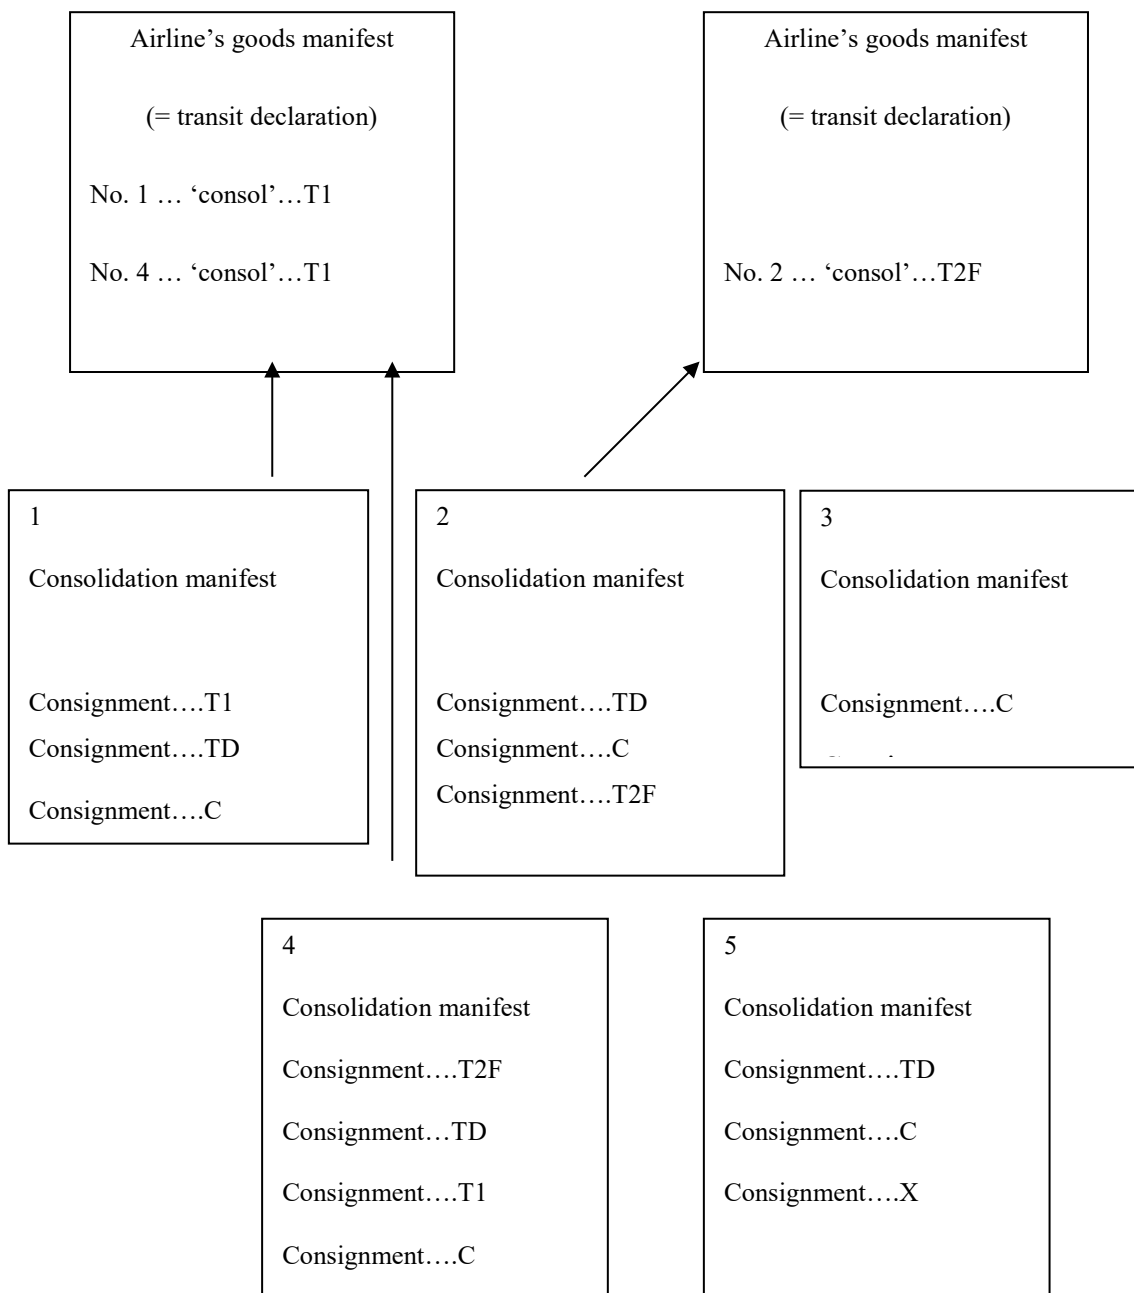 Airline’s goods manifest
(= transit declaration)
No. 1 … ‘consol’…T1
No. 4 … ‘consol’…T1
Airline’s goods manifest
(= transit declaration)
No. 2 … ‘consol’…T2F
1
Consolidation manifest
Consignment….T1
Consignment….TD
Consignment….C
2
Consolidation manifest
Consignment….TD
Consignment….C
Consignment….T2F
3
Consolidation manifest
Consignment….C
4
Consolidation manifest
Consignment….T2F
Consignment…TD
Consignment….T1
Consignment….C
5
Consolidation manifest
Consignment….TD
Consignment….C
Consignment….X